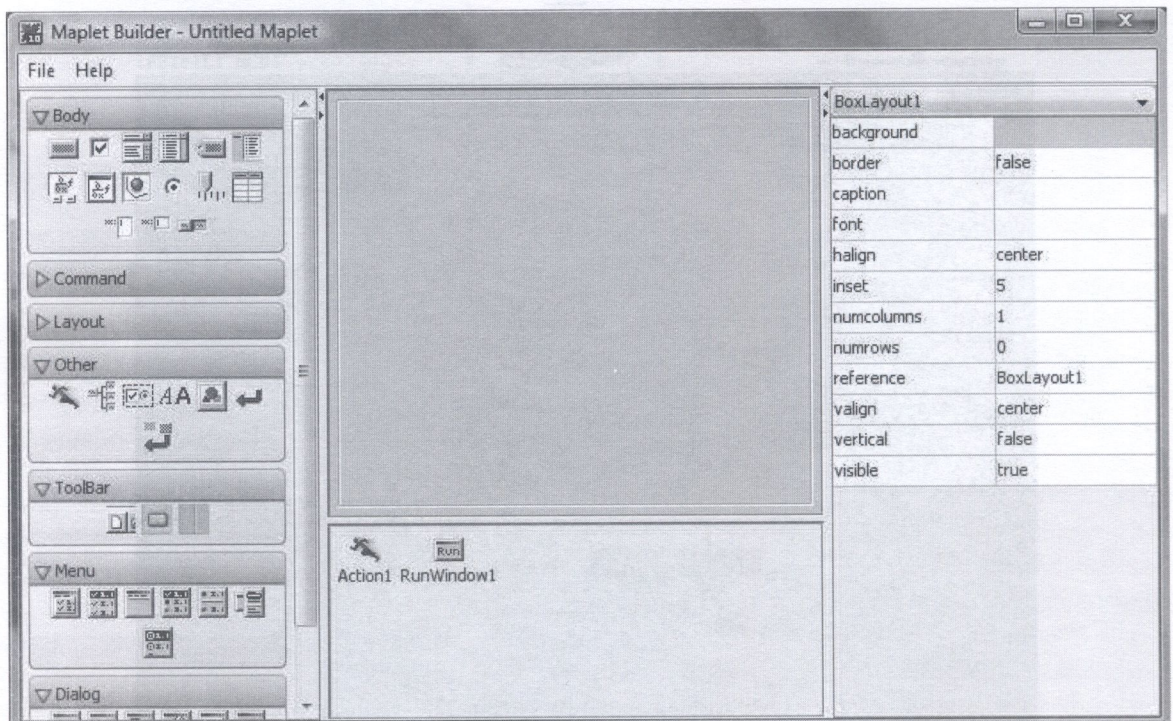 Maplet Builder - Untitled Maplet
File Help
Body
Command
Layout
Other
ToolBar
Menu
Dialog
Action1 RunWindow1
Run
BoxLayout1
background
border false
caption
font
halign center
inset 5
numcolumns 1
numrows 0
reference BoxLayout1
valign center
vertical false
visible true